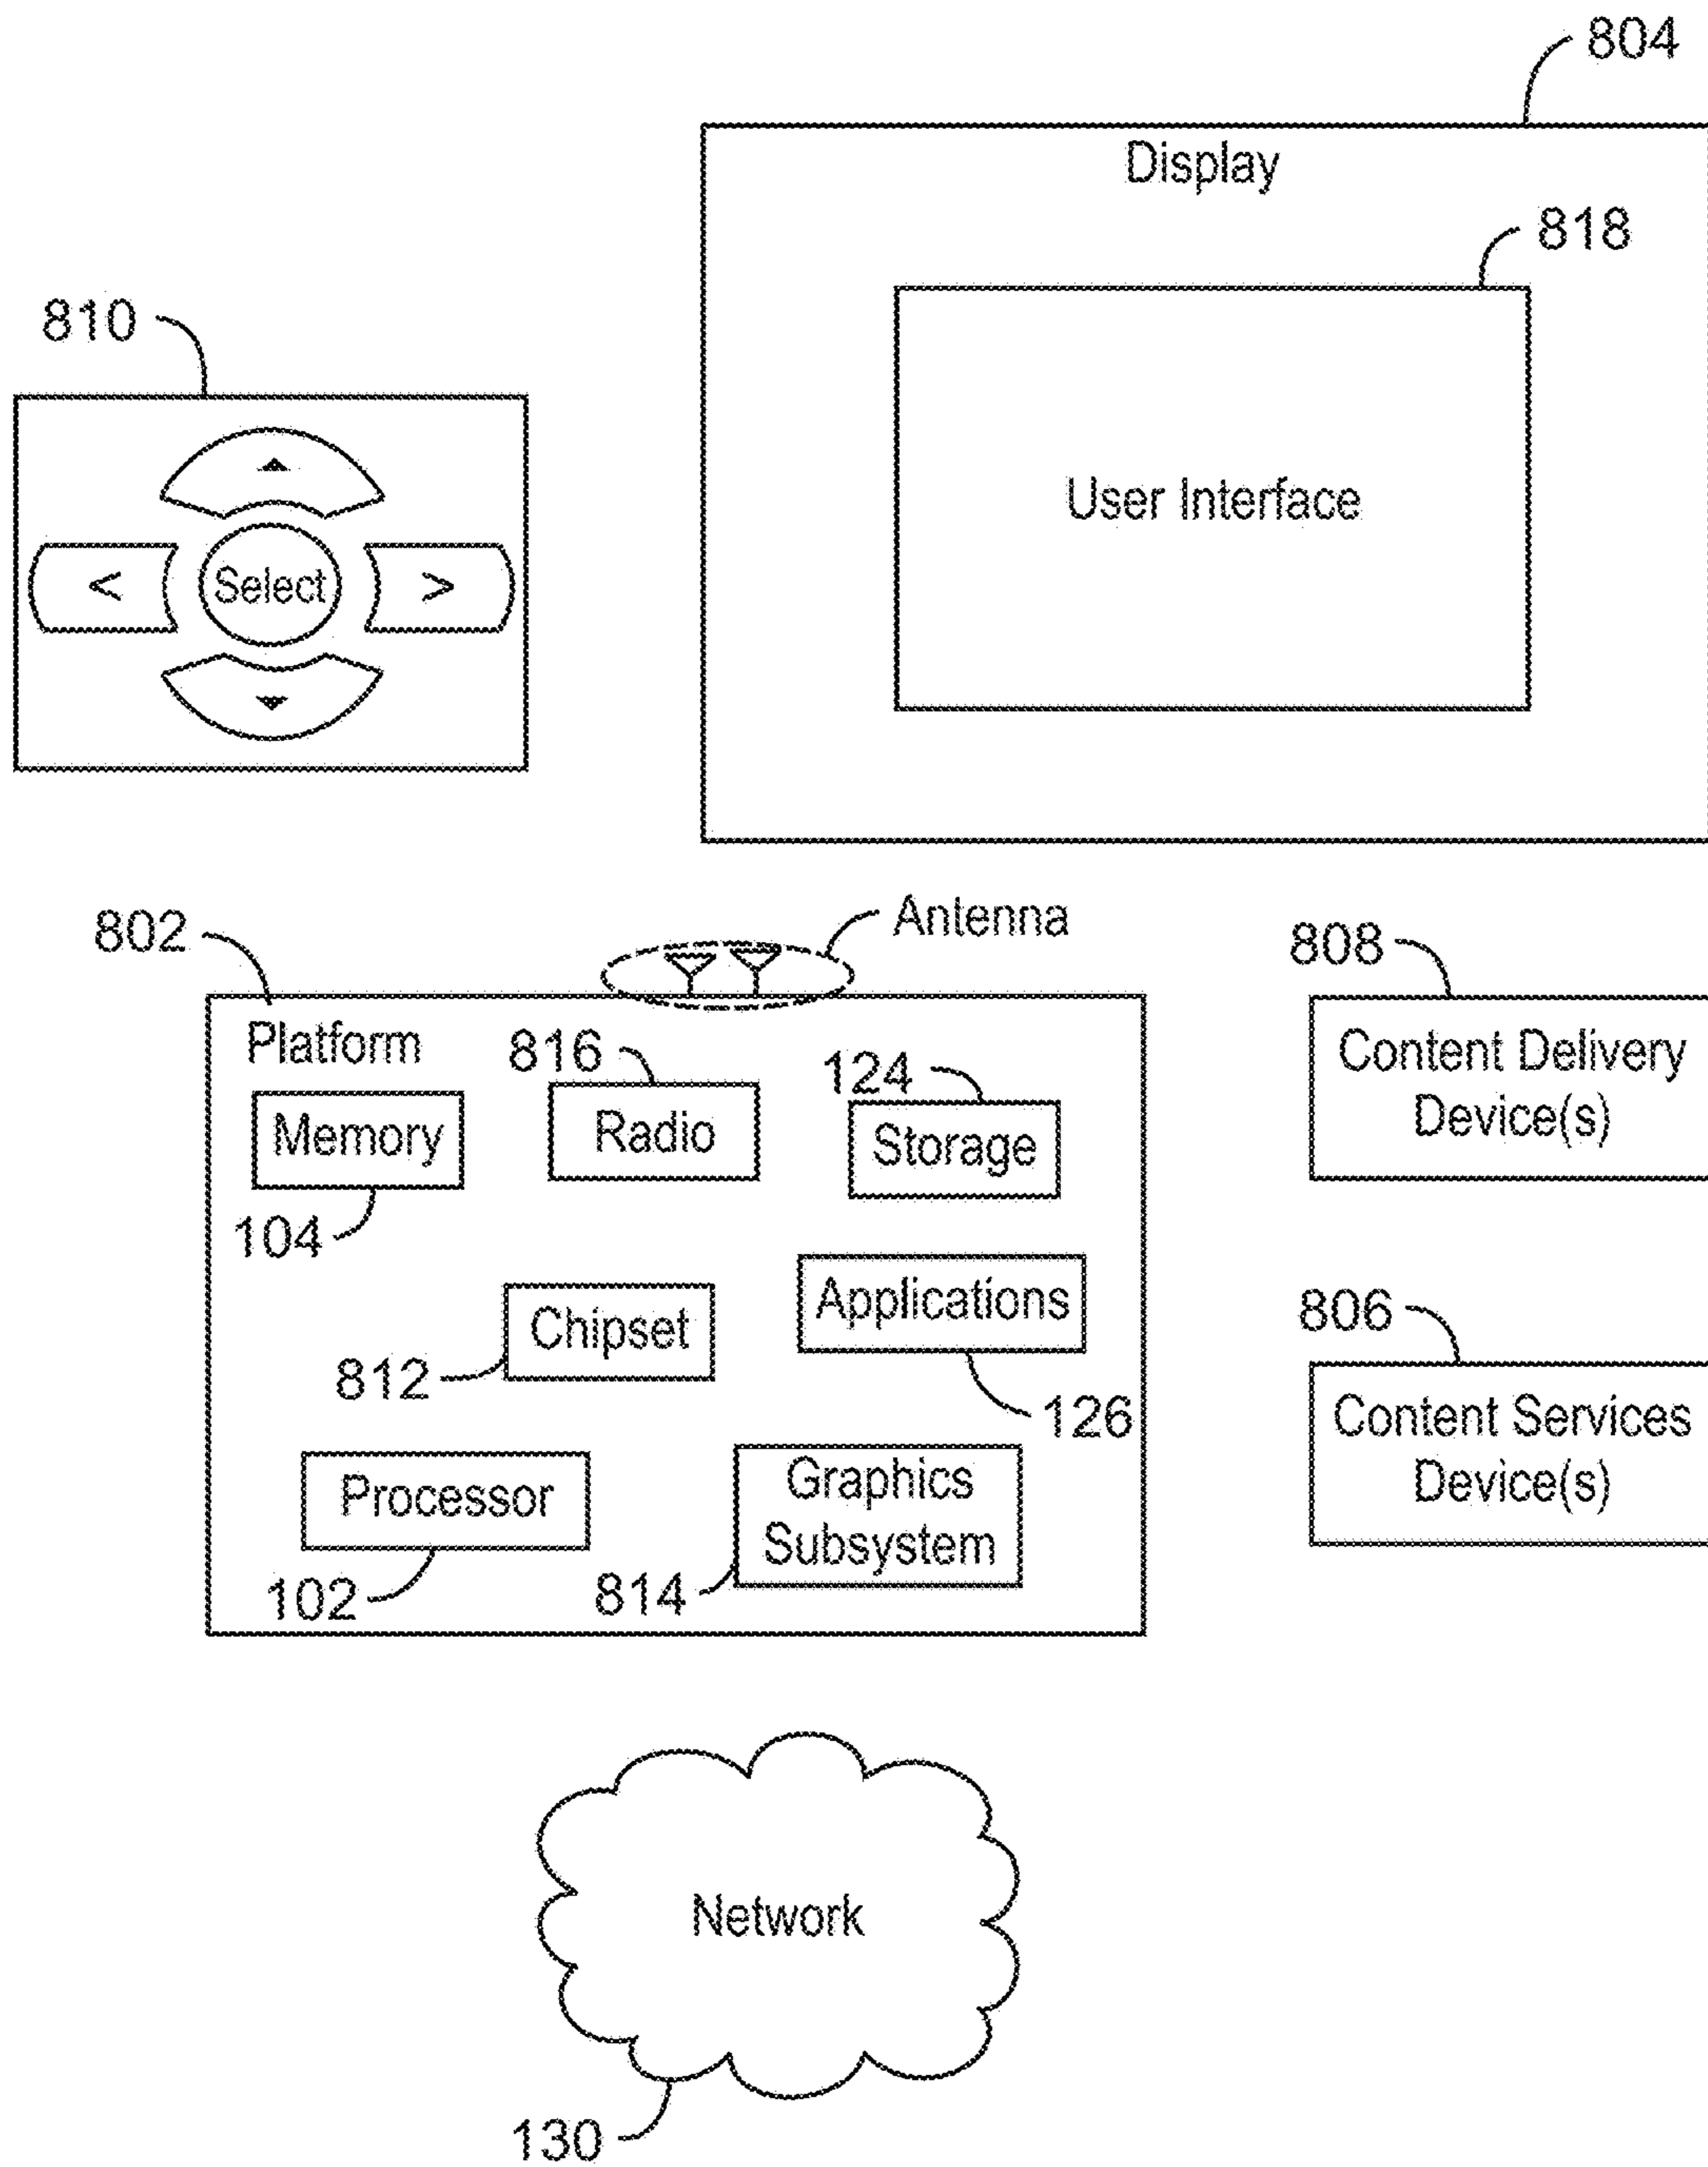 804
Display
818
810
User Interface
<
Select
>
802
Antenna
808
Platform
816
124
Content Delivery
Device(s)
Memory
Radio
Storage
104
Chipset
Applications
806
812
126
Content Services
Device(s)
Processor
Graphics
Subsystem
102
814
Network
130